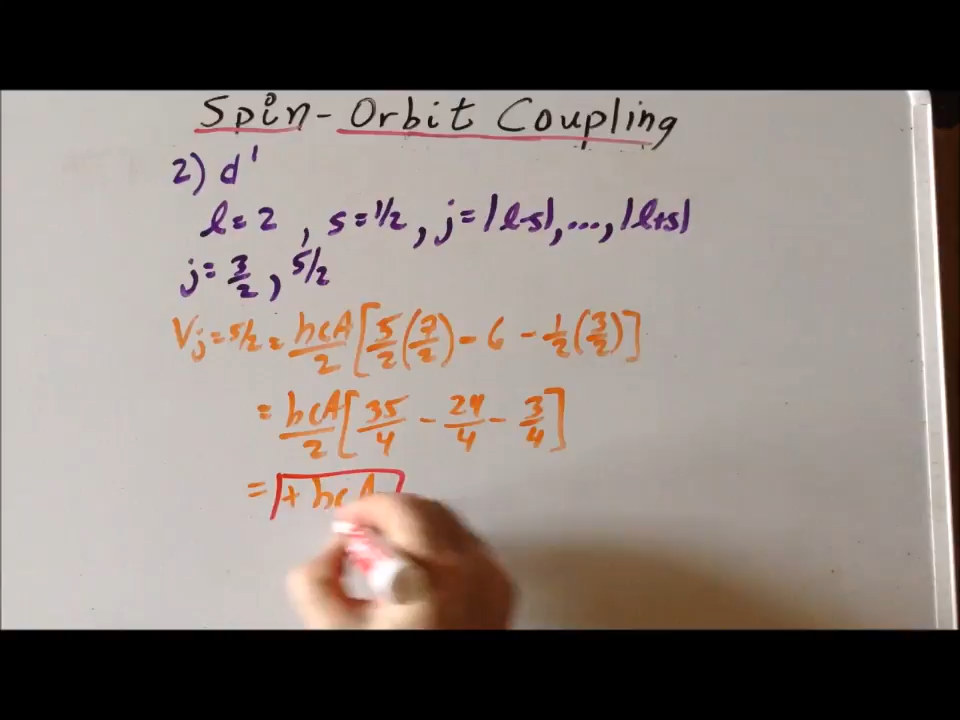 Spin-Orbit Coupling
2) d¹
l=2 , s=1/2 , j=|l-s|,...,|l+s|
j=3/2 , 5/2
Vj=5/2 = hcA/2 [5/2(7/2) - 6 - 1/2(3/2)]
= hcA/2 [35/4 - 24/4 - 3/4]
= + hcA